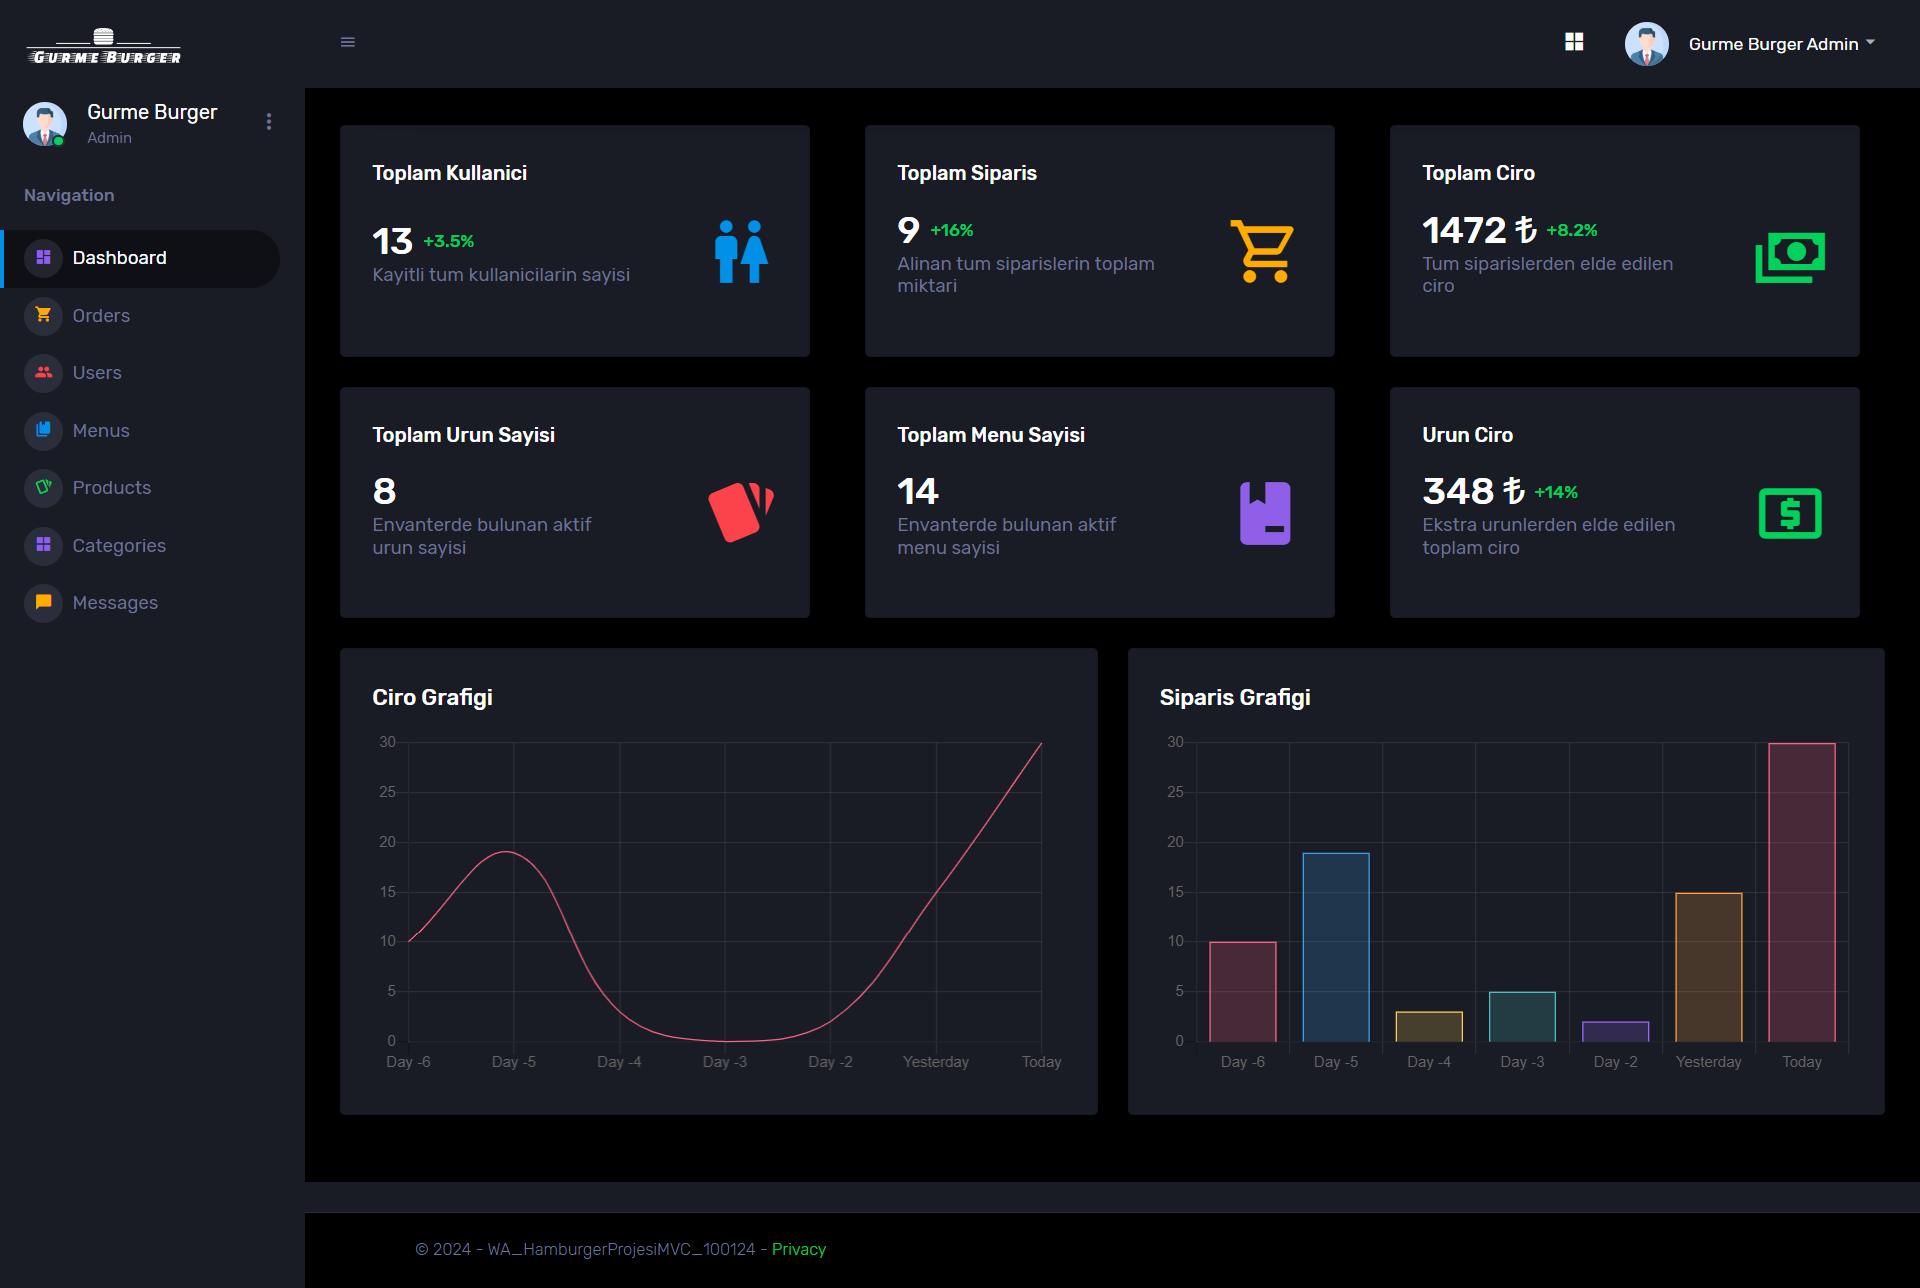 GURME BURGER
Gurme Burger Admin
Gurme Burger
Admin
Navigation
Dashboard
Orders
Users
Menus
Products
Categories
Messages
Toplam Kullanici
13 +3.5%
Kayitli tum kullanicilarin sayisi
Toplam Siparis
9 +16%
Alinan tum siparislerin toplam
miktari
Toplam Ciro
1472 ₺ +8.2%
Tum siparislerden elde edilen
ciro
Toplam Urun Sayisi
8
Envanterde bulunan aktif
urun sayisi
Toplam Menu Sayisi
14
Envanterde bulunan aktif
menu sayisi
Urun Ciro
348 ₺ +14%
Ekstra urunlerden elde edilen
toplam ciro
Ciro Grafigi
30
25
20
15
10
5
0
Day -6 Day -5 Day -4 Day -3 Day -2 Yesterday Today
Siparis Grafigi
30
25
20
15
10
5
0
Day -6 Day -5 Day -4 Day -3 Day -2 Yesterday Today
© 2024 - WA_HamburgerProjesiMVC_100124 - Privacy